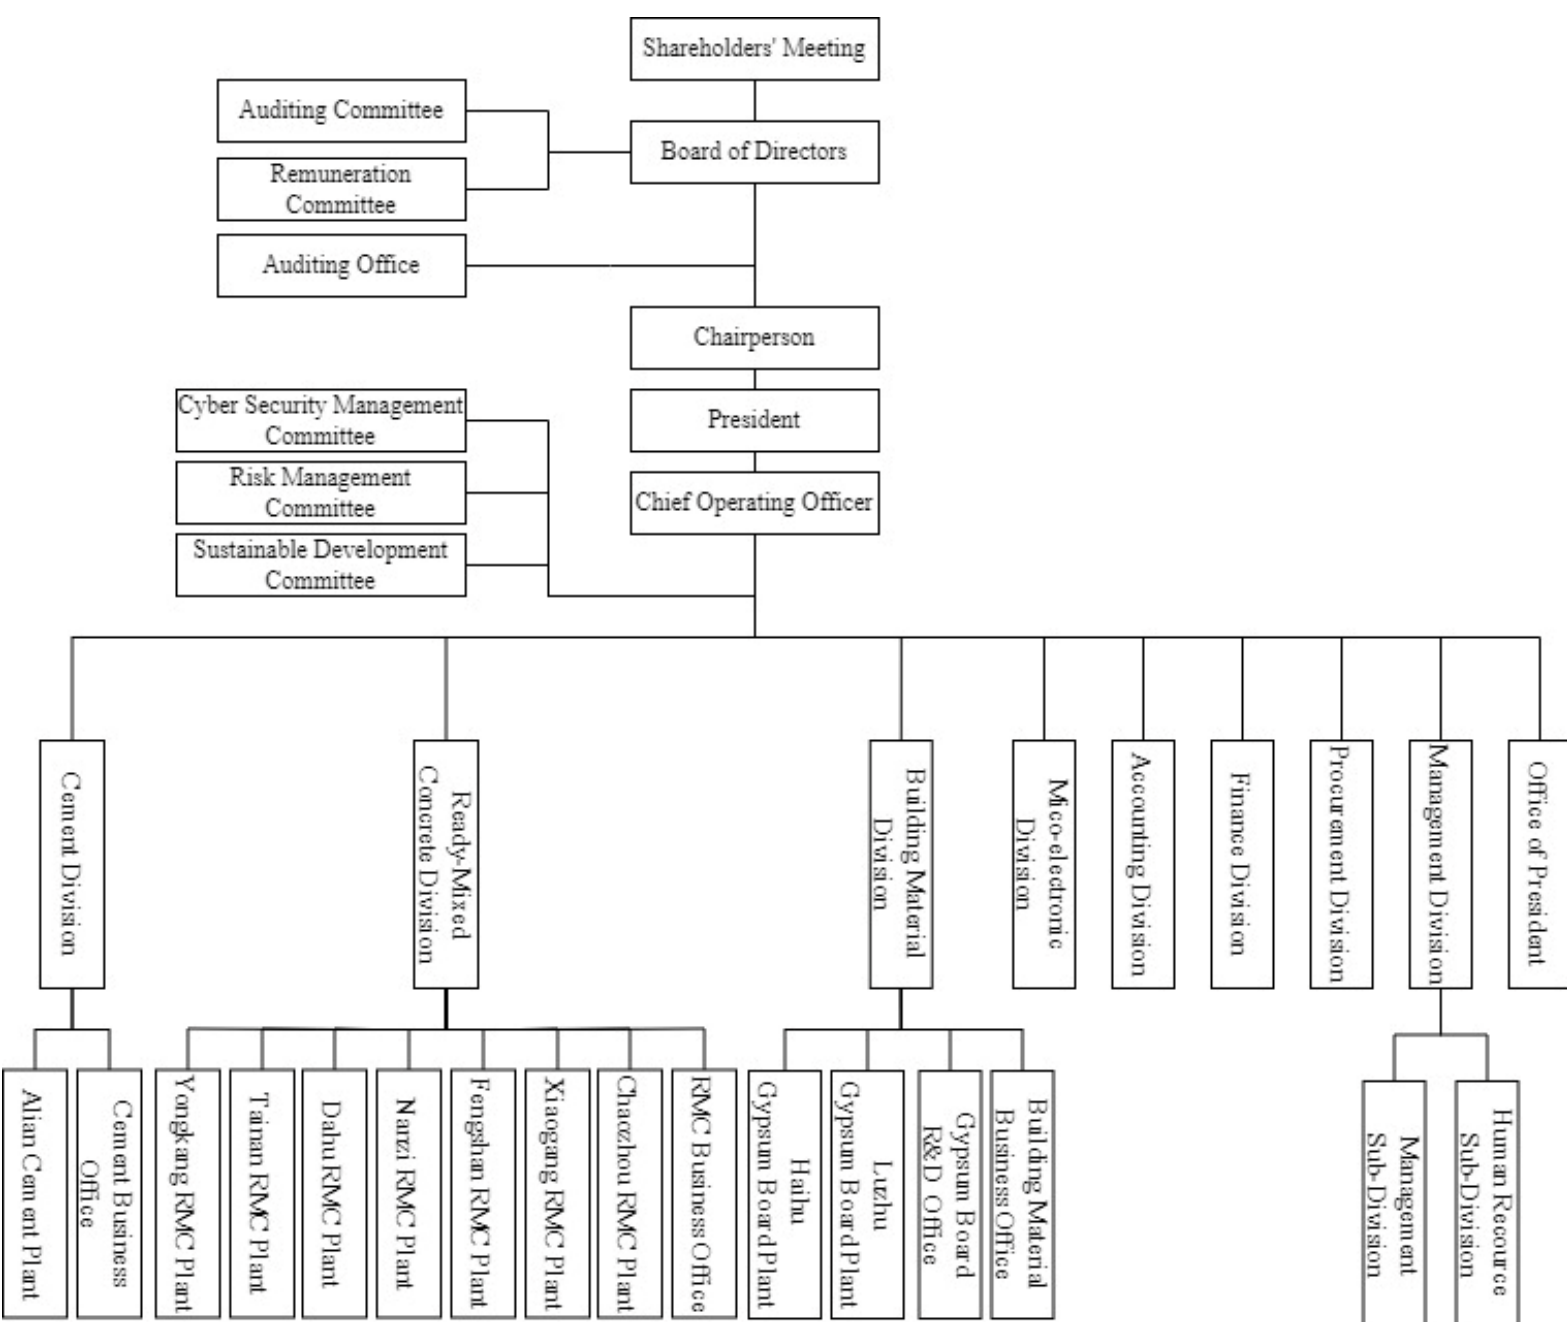 Shareholders' Meeting
Auditing Committee
Board of Directors
Remuneration
Committee
Auditing Office
Chairperson
Cyber Security Management
Committee
President
Risk Management
Committee
Chief Operating Officer
Sustainable Development
Committee
Cement Division
Ready-Mixed
Concrete Division
Building Material
Division
Mico-electronic
Division
Accounting Division
Finance Division
Procurement Division
Management Division
Office of President
Alian Cement Plant
Cement Business
Office
Yongkang RMC Plant
Tainan RMC Plant
Dahu RMC Plant
Nanzi RMC Plant
Fengshan RMC Plant
Xiaogang RMC Plant
Chaozhou RMC Plant
RMC Business Office
Haihu
Gypsum Board Plant
Luzhu
Gypsum Board Plant
Gypsum Board
R&D Office
Building Material
Business Office
Management
Sub-Division
Human Recource
Sub-Division